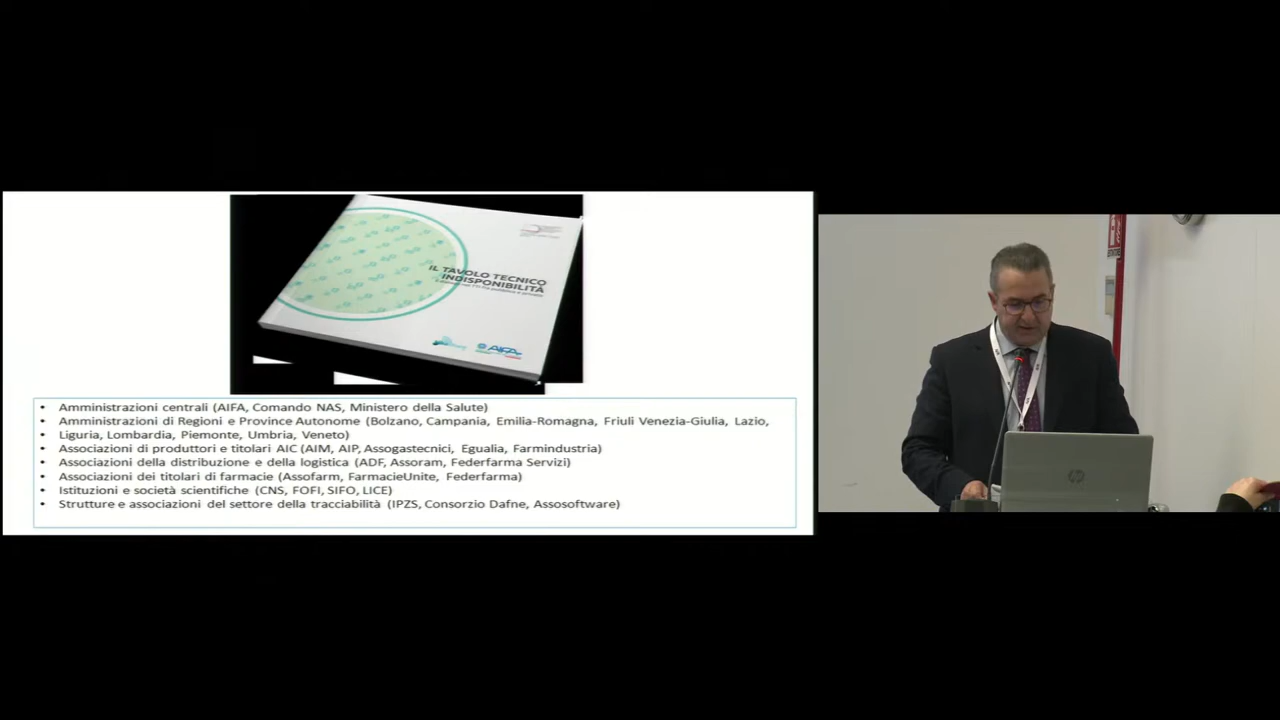 IL TAVOLO TECNICO
INDISPONIBILITÀ
AIFA
• Amministrazioni centrali (AIFA, Comando NAS, Ministero della Salute)
• Amministrazioni di Regioni e Province Autonome (Bolzano, Campania, Emilia-Romagna, Friuli Venezia-Giulia, Lazio,
• Liguria, Lombardia, Piemonte, Umbria, Veneto)
• Associazioni di produttori e titolari AIC (AIM, AIP, Assogastecnici, Egualia, Farmindustria)
• Associazioni della distribuzione e della logistica (ADF, Assoram, Federfarma Servizi)
• Associazioni dei titolari di farmacie (Assofarm, FarmacieUnite, Federfarma)
• Istituzioni e società scientifiche (CNS, FOFI, SIFO, LICE)
• Strutture e associazioni del settore della tracciabilità (IPZS, Consorzio Dafne, Assosoftware)
hp